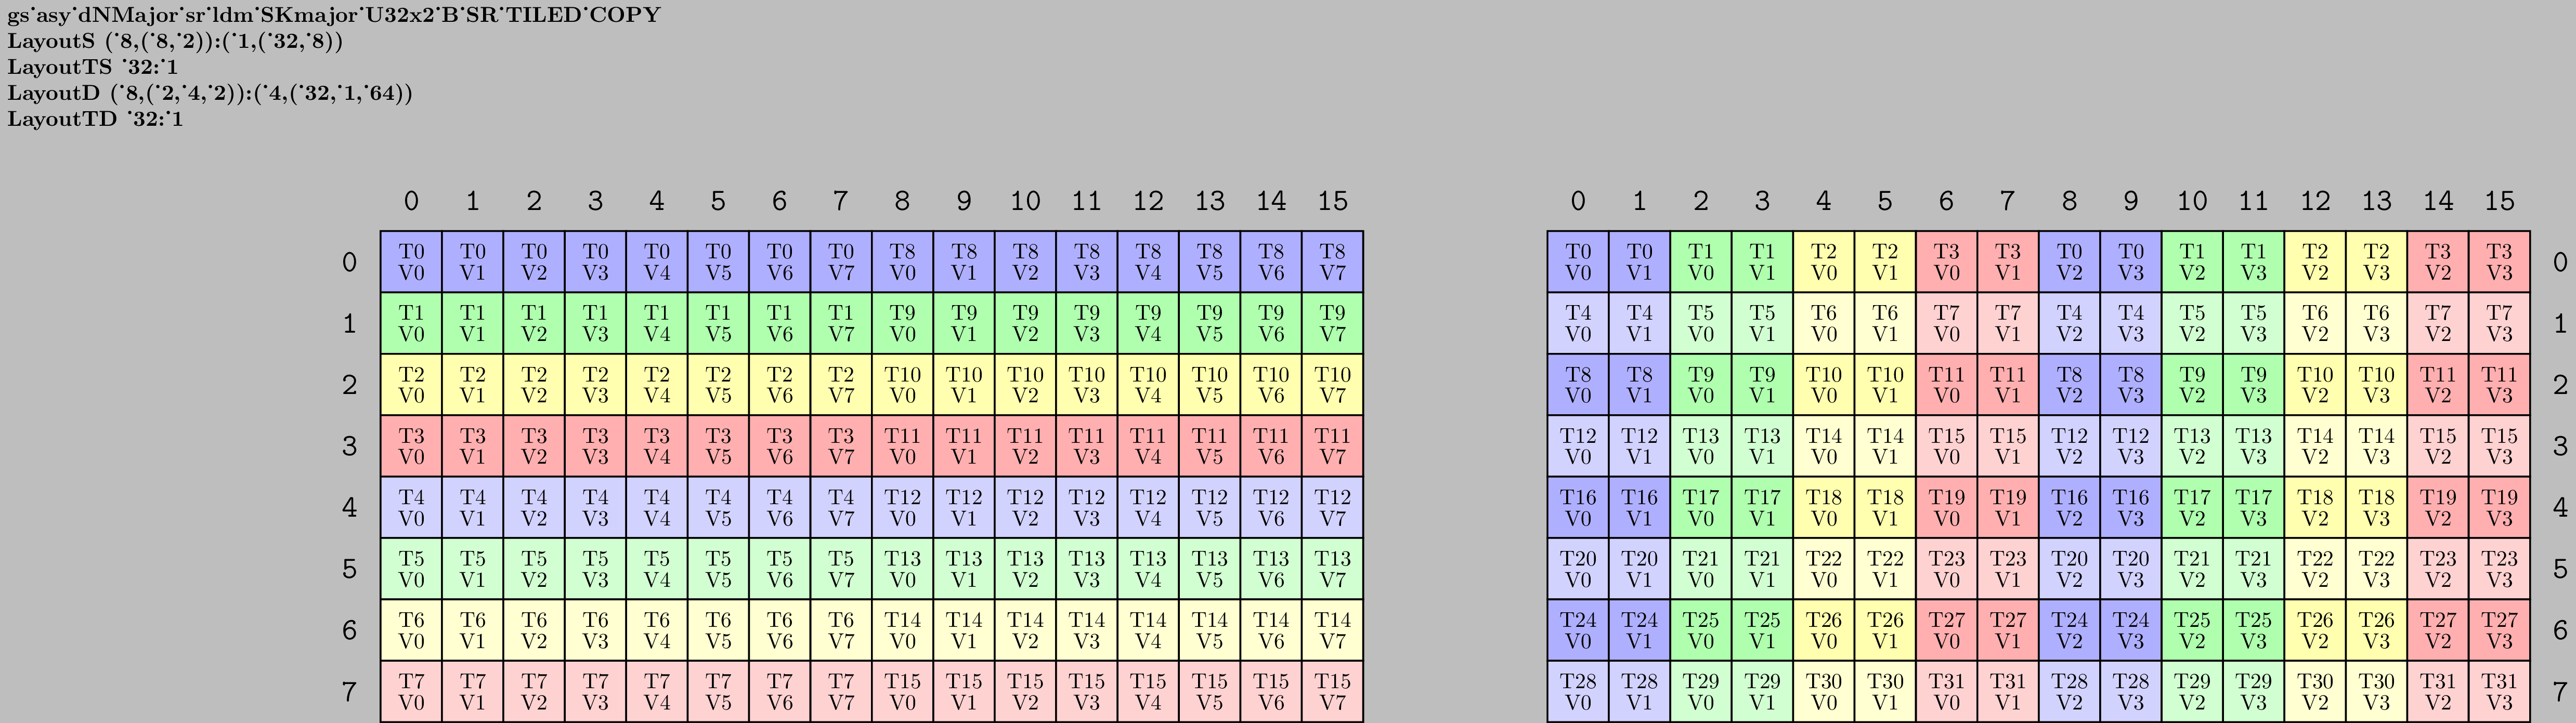 gs˙asy˙dNMajor˙sr˙ldm˙SKmajor˙U32x2˙B˙SR˙TILED˙COPY
LayoutS (˙8,(˙8,˙2)):(˙1,(˙32,˙8))
LayoutTS ˙32:˙1
LayoutD (˙8,(˙2,˙4,˙2)):(˙4,(˙32,˙1,˙64))
LayoutTD ˙32:˙1
0 1 2 3 4 5 6 7 8 9 10 11 12 13 14 15 0 1 2 3 4 5 6 7 8 9 10 11 12 13 14 15
T0 T0 T0 T0 T0 T0 T0 T0 T8 T8 T8 T8 T8 T8 T8 T8 T0 T0 T1 T1 T2 T2 T3 T3 T0 T0 T1 T1 T2 T2 T3 T3
0 V0 V1 V2 V3 V4 V5 V6 V7 V0 V1 V2 V3 V4 V5 V6 V7 V0 V1 V0 V1 V0 V1 V0 V1 V2 V3 V2 V3 V2 V3 V2 V3 0
T1 T1 T1 T1 T1 T1 T1 T1 T9 T9 T9 T9 T9 T9 T9 T9 T4 T4 T5 T5 T6 T6 T7 T7 T4 T4 T5 T5 T6 T6 T7 T7
1 V0 V1 V2 V3 V4 V5 V6 V7 V0 V1 V2 V3 V4 V5 V6 V7 V0 V1 V0 V1 V0 V1 V0 V1 V2 V3 V2 V3 V2 V3 V2 V3 1
T2 T2 T2 T2 T2 T2 T2 T2 T10 T10 T10 T10 T10 T10 T10 T10 T8 T8 T9 T9 T10 T10 T11 T11 T8 T8 T9 T9 T10 T10 T11 T11
2 V0 V1 V2 V3 V4 V5 V6 V7 V0 V1 V2 V3 V4 V5 V6 V7 V0 V1 V0 V1 V0 V1 V0 V1 V2 V3 V2 V3 V2 V3 V2 V3 2
T3 T3 T3 T3 T3 T3 T3 T3 T11 T11 T11 T11 T11 T11 T11 T11 T12 T12 T13 T13 T14 T14 T15 T15 T12 T12 T13 T13 T14 T14 T15 T15
3 V0 V1 V2 V3 V4 V5 V6 V7 V0 V1 V2 V3 V4 V5 V6 V7 V0 V1 V0 V1 V0 V1 V0 V1 V2 V3 V2 V3 V2 V3 V2 V3 3
T4 T4 T4 T4 T4 T4 T4 T4 T12 T12 T12 T12 T12 T12 T12 T12 T16 T16 T17 T17 T18 T18 T19 T19 T16 T16 T17 T17 T18 T18 T19 T19
4 V0 V1 V2 V3 V4 V5 V6 V7 V0 V1 V2 V3 V4 V5 V6 V7 V0 V1 V0 V1 V0 V1 V0 V1 V2 V3 V2 V3 V2 V3 V2 V3 4
T5 T5 T5 T5 T5 T5 T5 T5 T13 T13 T13 T13 T13 T13 T13 T13 T20 T20 T21 T21 T22 T22 T23 T23 T20 T20 T21 T21 T22 T22 T23 T23
5 V0 V1 V2 V3 V4 V5 V6 V7 V0 V1 V2 V3 V4 V5 V6 V7 V0 V1 V0 V1 V0 V1 V0 V1 V2 V3 V2 V3 V2 V3 V2 V3 5
T6 T6 T6 T6 T6 T6 T6 T6 T14 T14 T14 T14 T14 T14 T14 T14 T24 T24 T25 T25 T26 T26 T27 T27 T24 T24 T25 T25 T26 T26 T27 T27
6 V0 V1 V2 V3 V4 V5 V6 V7 V0 V1 V2 V3 V4 V5 V6 V7 V0 V1 V0 V1 V0 V1 V0 V1 V2 V3 V2 V3 V2 V3 V2 V3 6
T7 T7 T7 T7 T7 T7 T7 T7 T15 T15 T15 T15 T15 T15 T15 T15 T28 T28 T29 T29 T30 T30 T31 T31 T28 T28 T29 T29 T30 T30 T31 T31
7 V0 V1 V2 V3 V4 V5 V6 V7 V0 V1 V2 V3 V4 V5 V6 V7 V0 V1 V0 V1 V0 V1 V0 V1 V2 V3 V2 V3 V2 V3 V2 V3 7